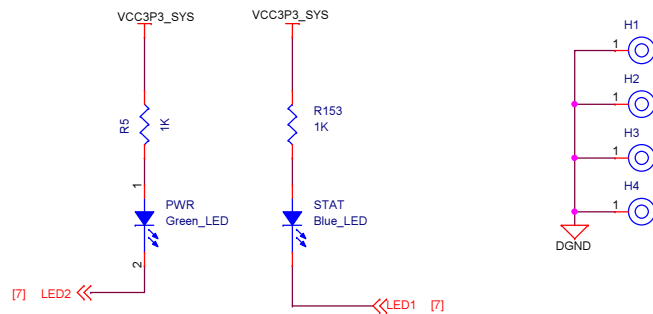 VCC3P3_SYS
VCC3P3_SYS
H1
1
H2
1
R5
1K
R153
1K
H3
1
1
PWR
Green_LED
STAT
Blue_LED
H4
1
DGND
2
[7] LED2
LED1 [7]